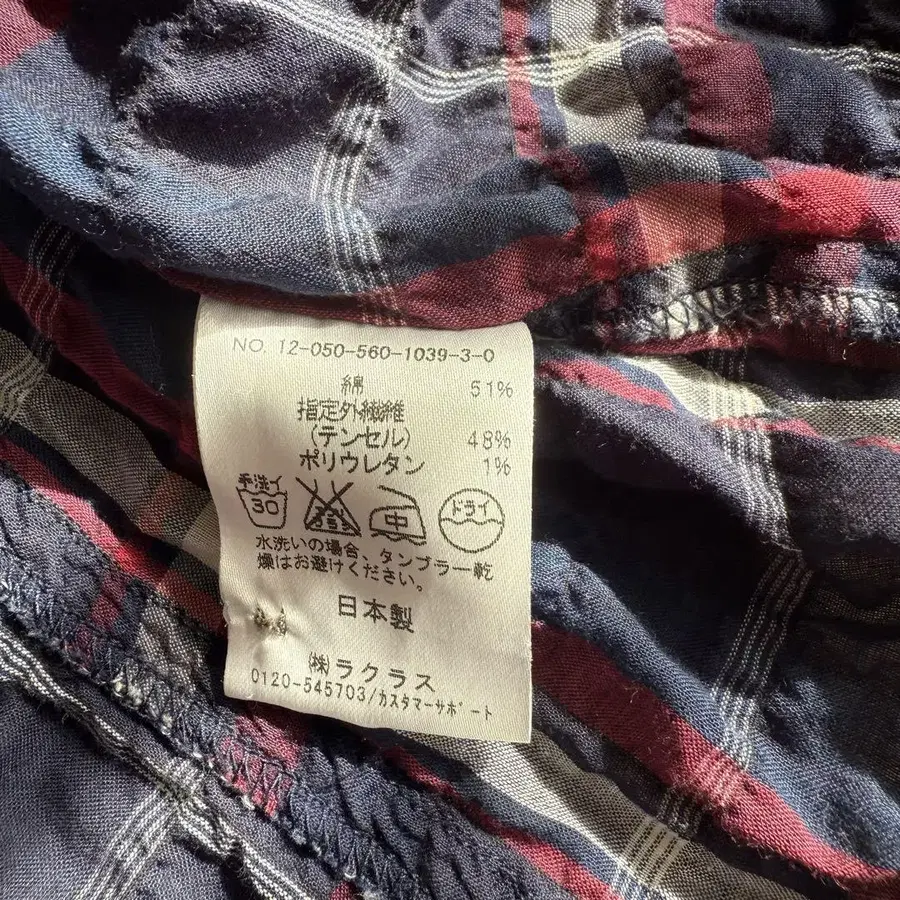 NO. 12-050-560-1039-3-0
綿 51%
指定外繊維
(テンセル) 48%
ポリウレタン 1%
手洗イ
30
中
ドライ
水洗いの場合、タンブラー乾
燥はお避けください。
日本製
(株)ラクラス
0120-545703/カスタマーサポート